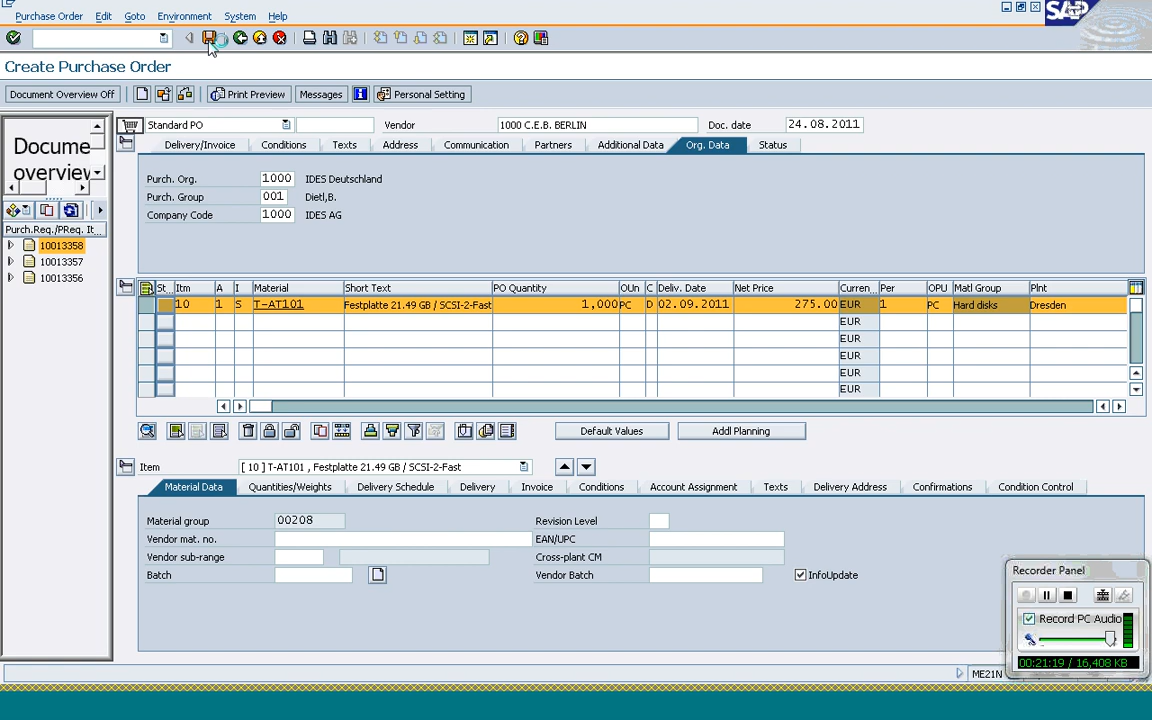 Purchase Order Edit Goto Environment System Help
SAP
Create Purchase Order
Document Overview Off Print Preview Messages Personal Setting
Docume
overview
Standard PO Vendor 1000 C.E.B. BERLIN Doc. date 24.08.2011
Delivery/Invoice Conditions Texts Address Communication Partners Additional Data Org. Data Status
Purch. Org. 1000 IDES Deutschland
Purch. Group 001 Dietl,B.
Company Code 1000 IDES AG
Purch.Req./PReq. It...
10013358
10013357
10013356
St... Itm A I Material Short Text PO Quantity OUn C Deliv. Date Net Price Curren... Per OPU Matl Group Plnt
10 1 S T-AT101 Festplatte 21.49 GB / SCSI-2-Fast 1,000 PC D 02.09.2011 275.00 EUR 1 PC Hard disks Dresden
EUR
EUR
EUR
EUR
EUR
Default Values Addl Planning
Item [ 10 ] T-AT101 , Festplatte 21.49 GB / SCSI-2-Fast
Material Data Quantities/Weights Delivery Schedule Delivery Invoice Conditions Account Assignment Texts Delivery Address Confirmations Condition Control
Material group 00208 Revision Level
Vendor mat. no. EAN/UPC
Vendor sub-range Cross-plant CM
Batch Vendor Batch InfoUpdate
Recorder Panel
Record PC Audio
00:21:19 / 16,408 KB
ME21N